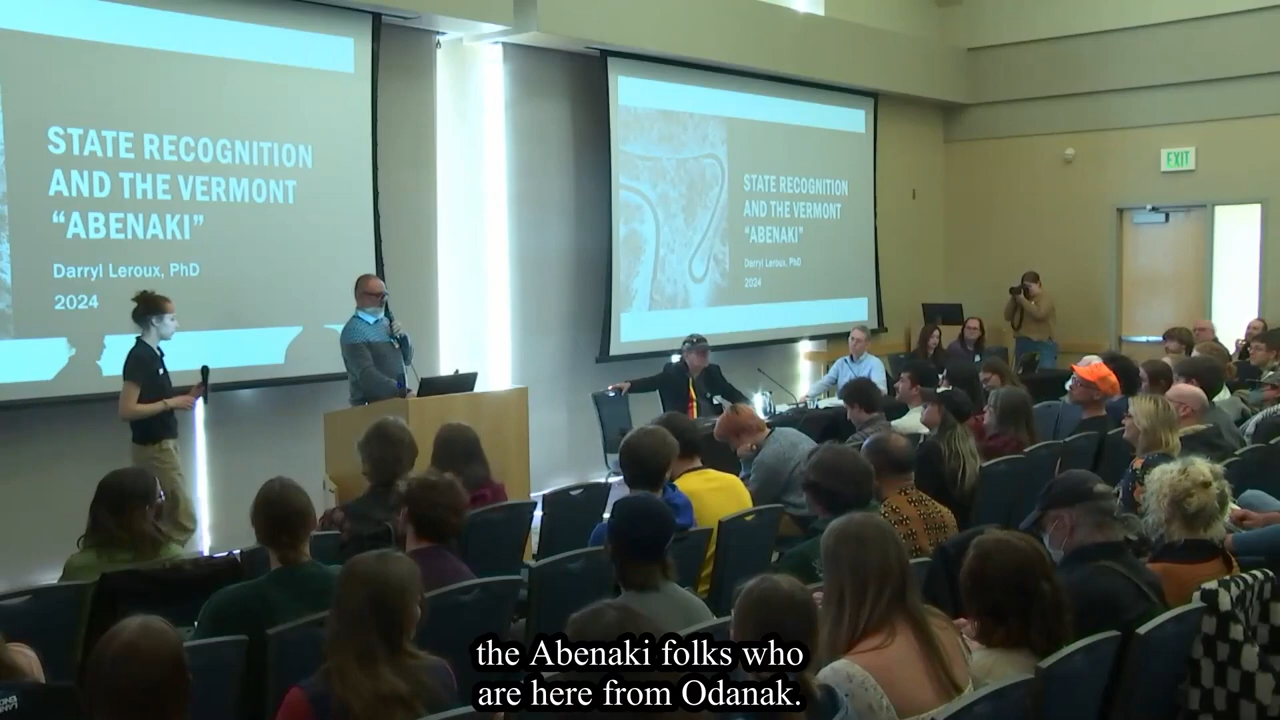 STATE RECOGNITION
AND THE VERMONT
“ABENAKI”
Darryl Leroux, PhD
2024
STATE RECOGNITION
AND THE VERMONT
“ABENAKI”
Darryl Leroux, PhD
2024
EXIT
the Abenaki folks who
are here from Odanak.